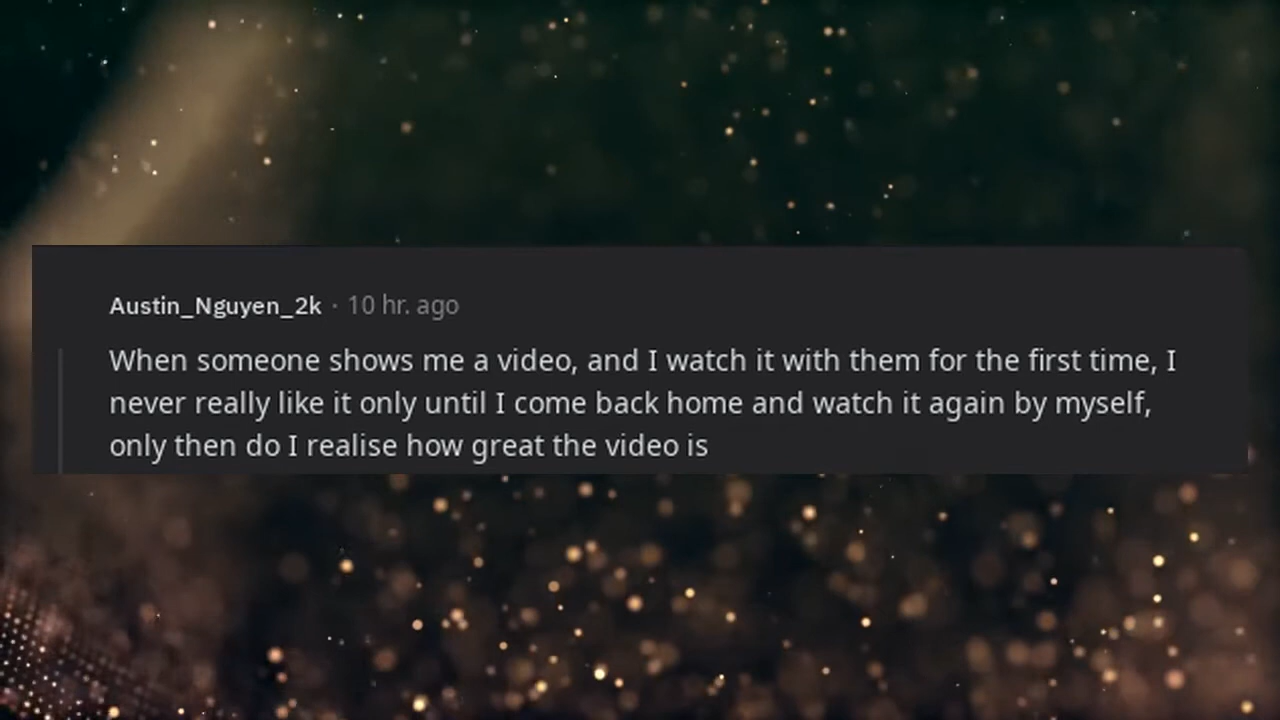 Austin_Nguyen_2k · 10 hr. ago
When someone shows me a video, and I watch it with them for the first time, I
never really like it only until I come back home and watch it again by myself,
only then do I realise how great the video is